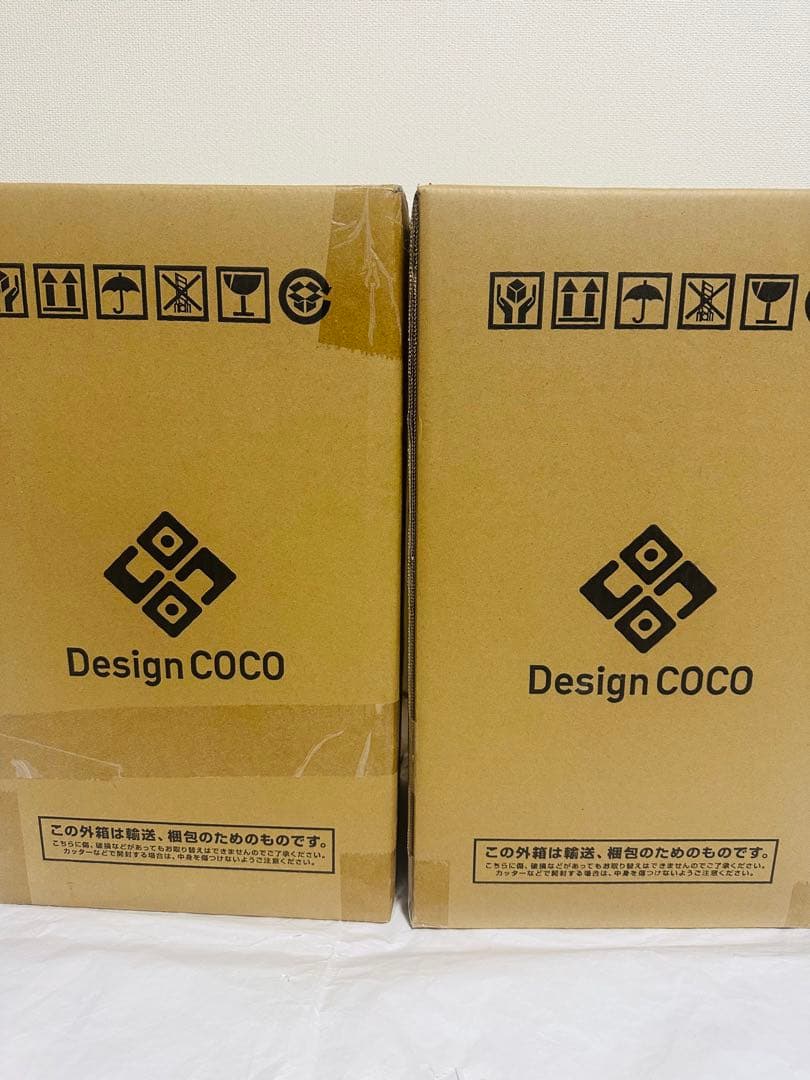 Design COCO
この外箱は輸送、梱包のためのものです。
こちらに傷、破損などがあってもお取り替えはできませんのでご了承ください。
カッターなどで開封する場合は、中身を傷つけないようご注意ください。
Design COCO
この外箱は輸送、梱包のためのものです。
こちらに傷、破損などがあってもお取り替えはできませんのでご了承ください。
カッターなどで開封する場合は、中身を傷つけないようご注意ください。